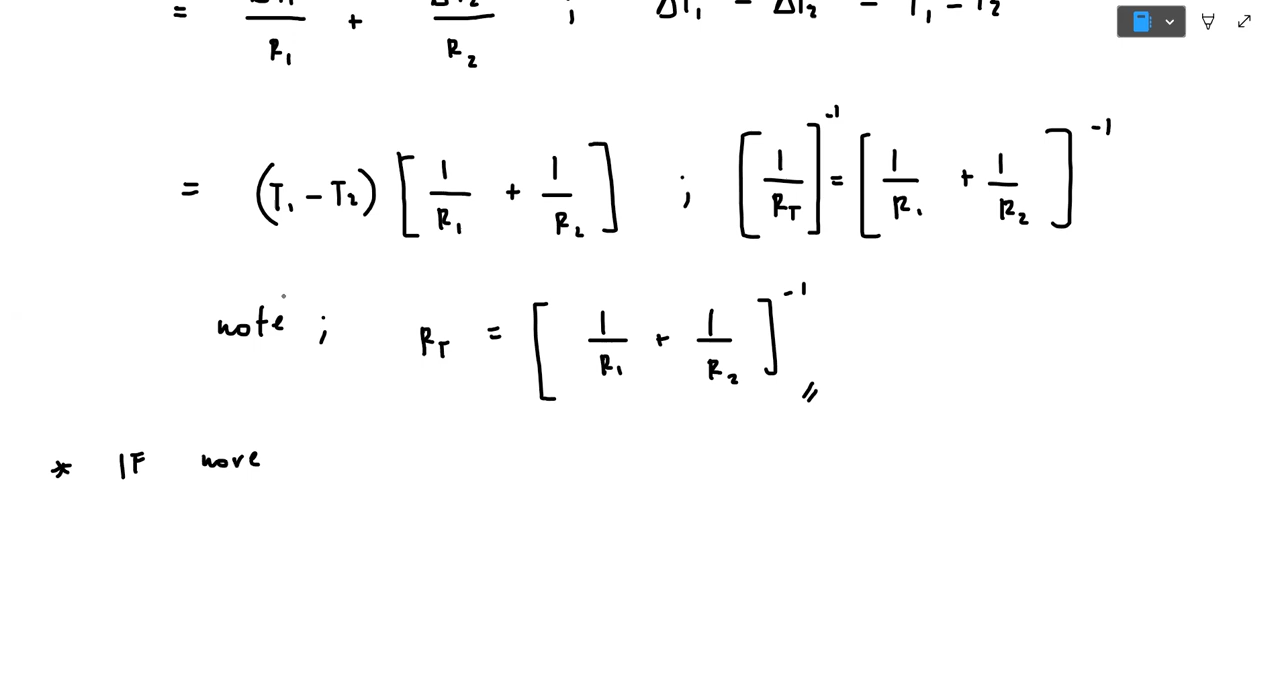 = ΔT₁/R₁ + ΔT₂/R₂ ; ΔT₁ = ΔT₂ = T₁ - T₂
= (T₁ - T₂) [1/R₁ + 1/R₂] ; [1/R_T]⁻¹ = [1/R₁ + 1/R₂]⁻¹
note ; R_T = [1/R₁ + 1/R₂]⁻¹ //
* IF more